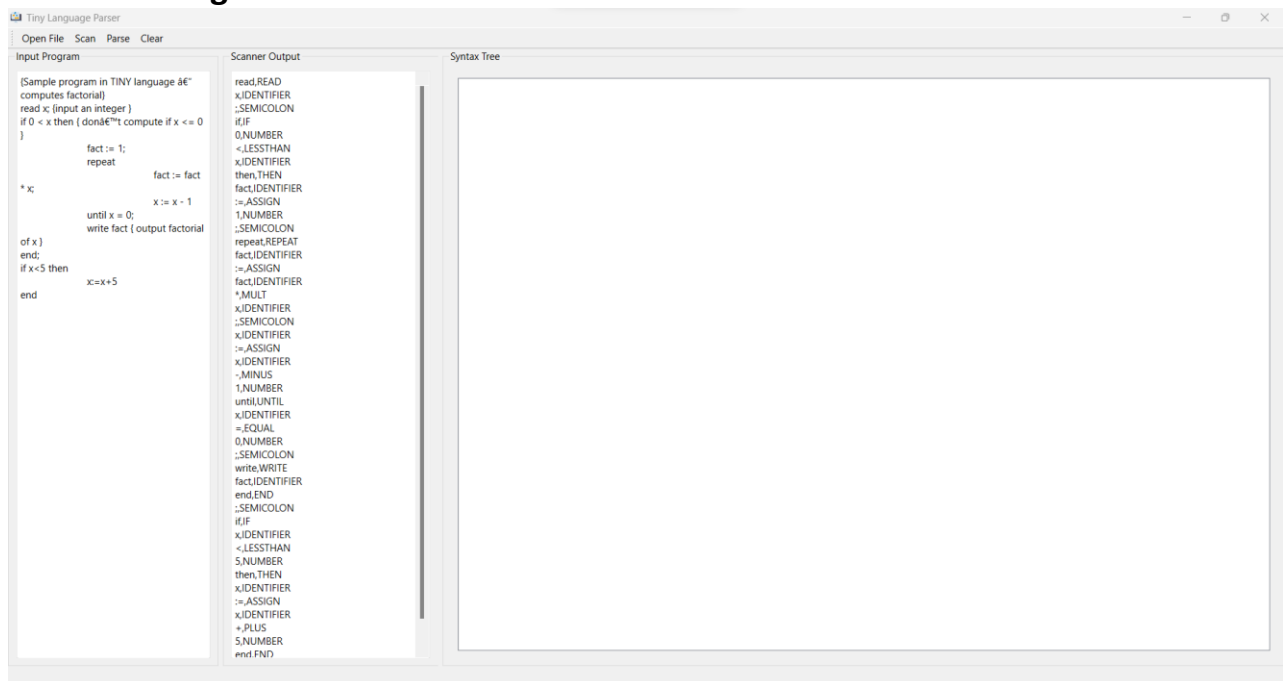 Tiny Language Parser
Open File Scan Parse Clear
Input Program
{Sample program in TINY language â€“
computes factorial}
read x; {input an integer }
if 0 < x then { donâ€™t compute if x <= 0
}
fact := 1;
repeat
fact := fact
* x;
x := x - 1
until x = 0;
write fact { output factorial
of x }
end;
if x<5 then
x:=x+5
end
Scanner Output
read,READ
x,IDENTIFIER
;,SEMICOLON
if,IF
0,NUMBER
<,LESSTHAN
x,IDENTIFIER
then,THEN
fact,IDENTIFIER
:=,ASSIGN
1,NUMBER
;,SEMICOLON
repeat,REPEAT
fact,IDENTIFIER
:=,ASSIGN
fact,IDENTIFIER
*,MULT
x,IDENTIFIER
;,SEMICOLON
x,IDENTIFIER
:=,ASSIGN
x,IDENTIFIER
-,MINUS
1,NUMBER
until,UNTIL
x,IDENTIFIER
=,EQUAL
0,NUMBER
;,SEMICOLON
write,WRITE
fact,IDENTIFIER
end,END
;,SEMICOLON
if,IF
x,IDENTIFIER
<,LESSTHAN
5,NUMBER
then,THEN
x,IDENTIFIER
:=,ASSIGN
x,IDENTIFIER
+,PLUS
5,NUMBER
end,END
Syntax Tree